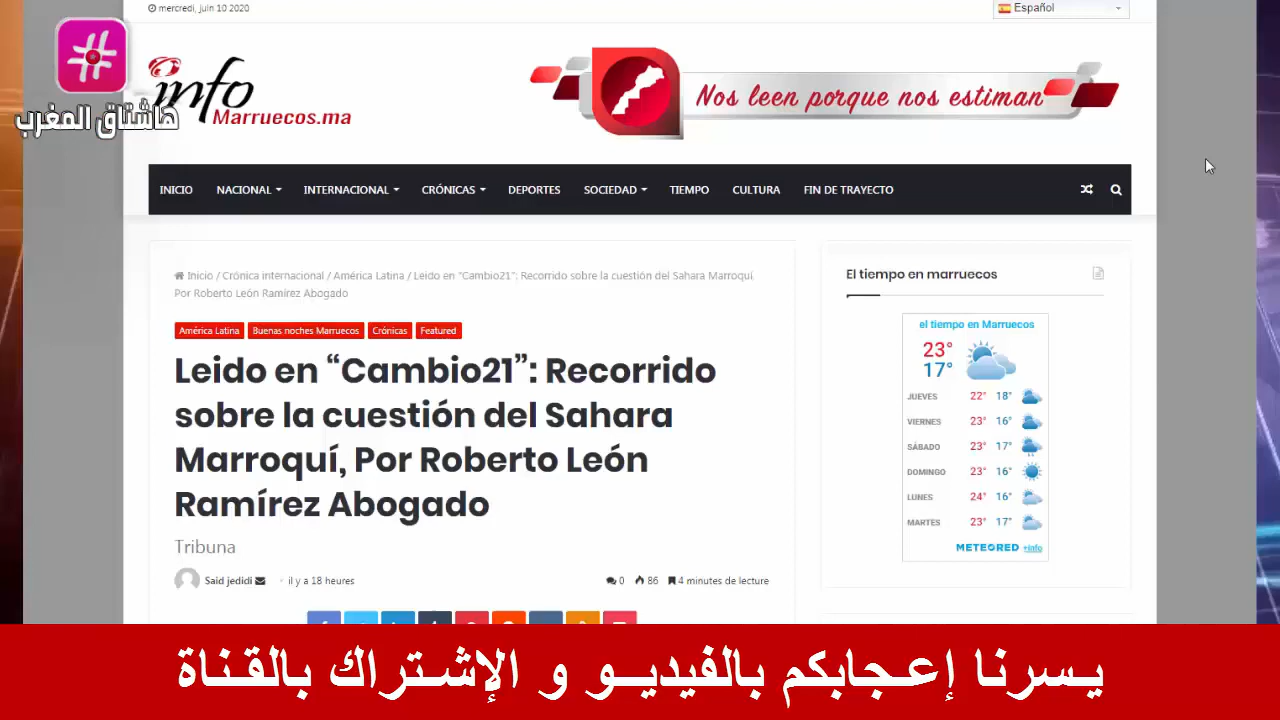 mercredi, juin 10 2020
Español
هاشتاق المغرب
info
Marruecos.ma
Nos leen porque nos estiman
INICIO NACIONAL INTERNACIONAL CRÓNICAS DEPORTES SOCIEDAD TIEMPO CULTURA FIN DE TRAYECTO
Inicio / Crónica internacional / América Latina / Leido en “Cambio21”: Recorrido sobre la cuestión del Sahara Marroquí,
Por Roberto León Ramírez Abogado
América Latina Buenas noches Marruecos Crónicas Featured
Leido en “Cambio21”: Recorrido
sobre la cuestión del Sahara
Marroquí, Por Roberto León
Ramírez Abogado
Tribuna
Said jedidi il y a 18 heures 0 86 4 minutes de lecture
El tiempo en marruecos
el tiempo en Marruecos
23°
17°
JUEVES 22° 18°
VIERNES 23° 16°
SÁBADO 23° 17°
DOMINGO 23° 16°
LUNES 24° 16°
MARTES 23° 17°
METEORED +info
يـسرنا إعـجابكم بالفيديـو و الإشـتراك بالقـناة